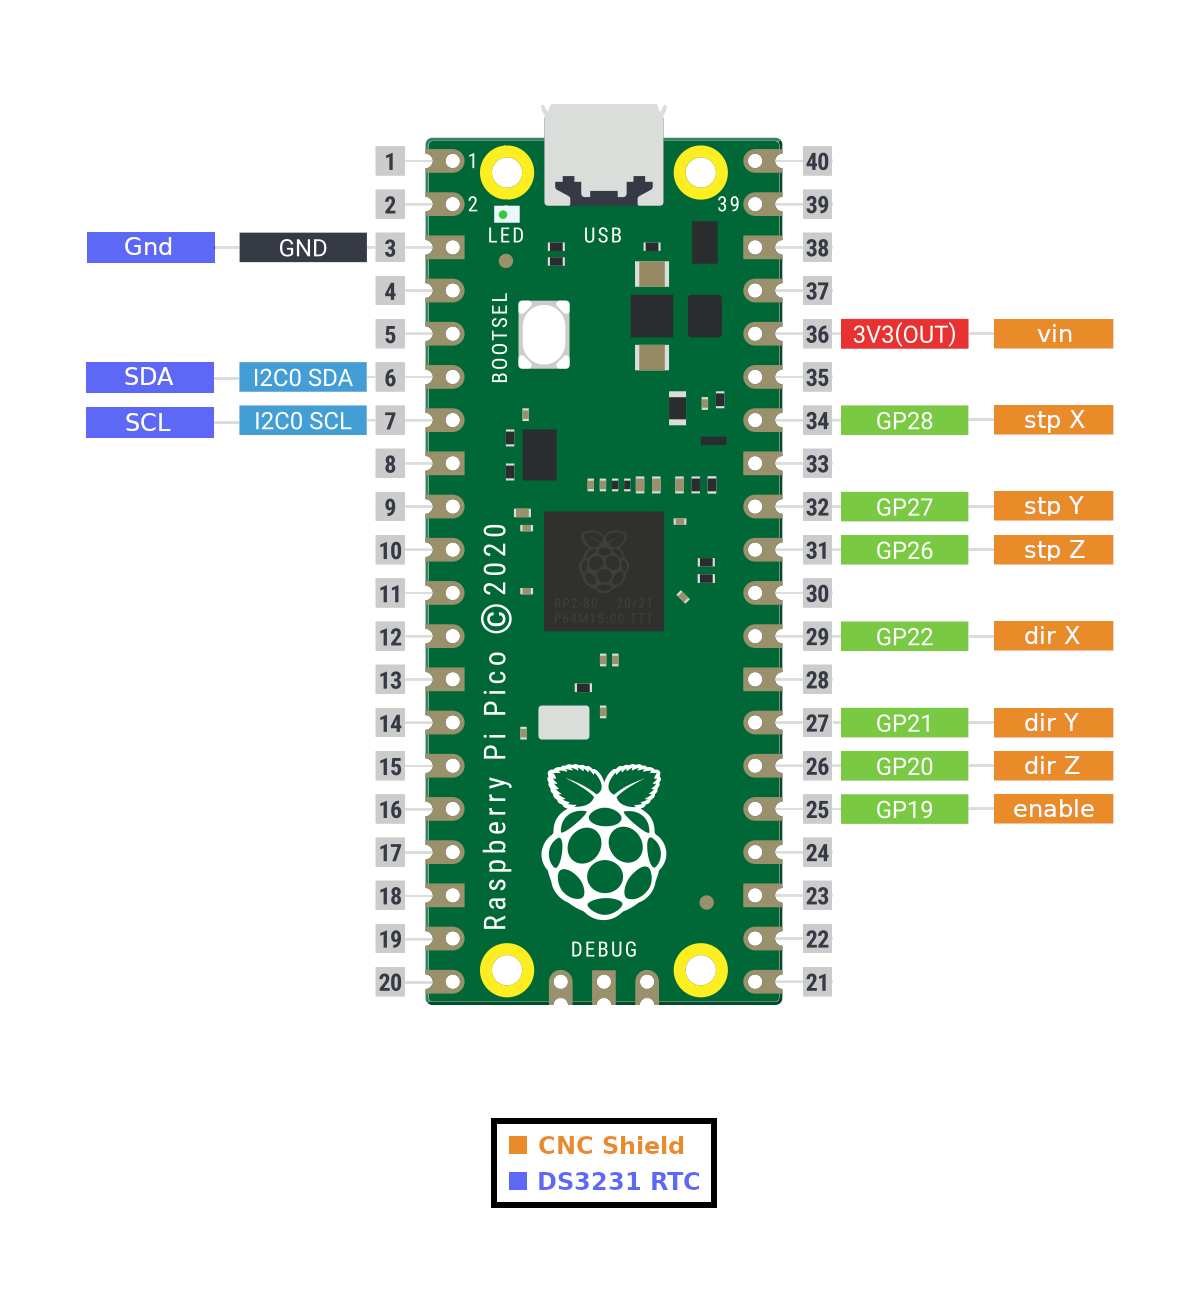 1 1 40
2 2 39 39
LED USB
Gnd GND 3 38
4 37
BOOTSEL
5 36 3V3(OUT) vin
SDA I2C0 SDA 6 35
SCL I2C0 SCL 7 34 GP28 stp X
8 33
9 32 GP27 stp Y
10 31 GP26 stp Z
11 30
RP2-80 20/21
P64M15.00 TTT
12 29 GP22 dir X
13 28
14 27 GP21 dir Y
15 26 GP20 dir Z
16 25 GP19 enable
Raspberry Pi Pico ©2020
17 24
18 23
19 22
DEBUG
20 21
CNC Shield
DS3231 RTC